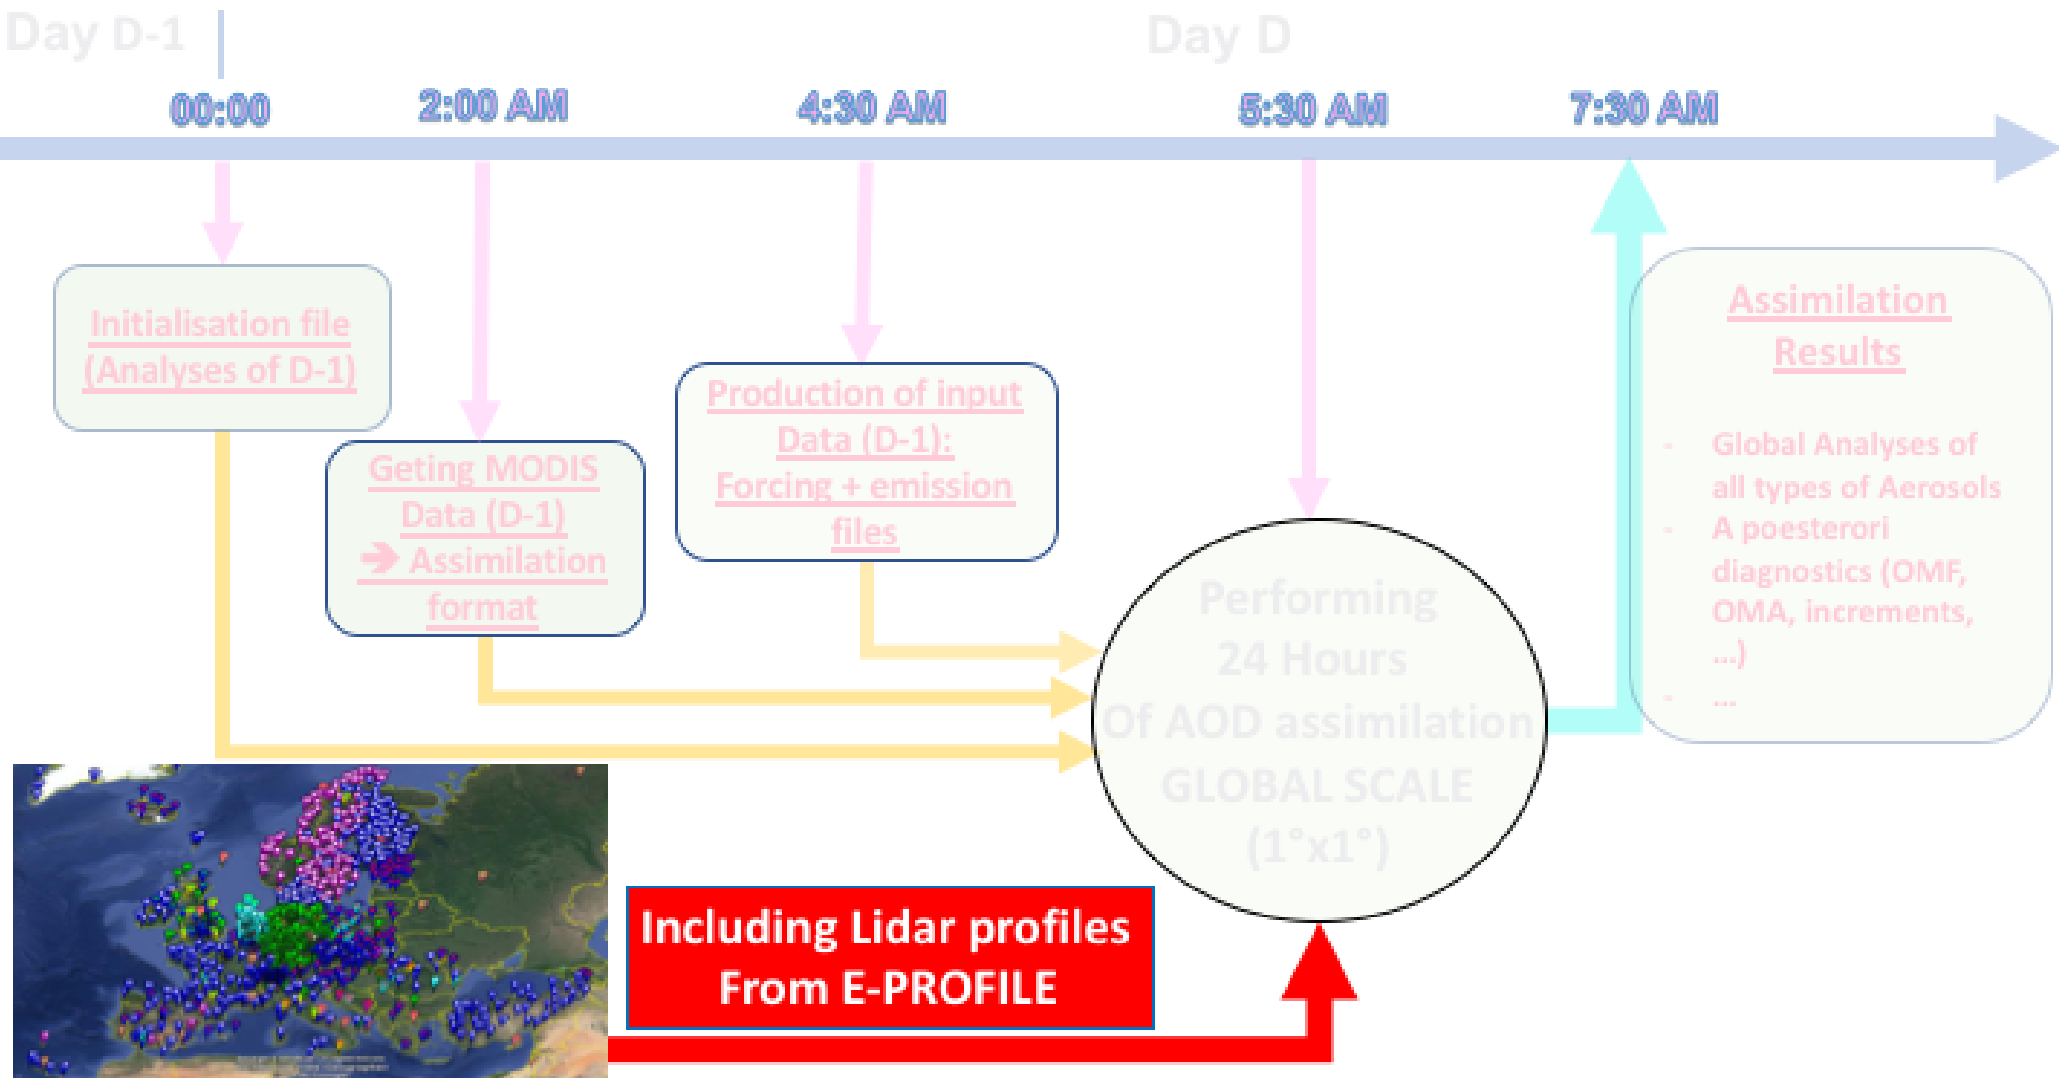 Day D-1
Day D
00:00
2:00 AM
4:30 AM
5:30 AM
7:30 AM
Initialisation file
(Analyses of D-1)
Geting MODIS
Data (D-1)
➔ Assimilation
format
Production of input
Data (D-1):
Forcing + emission
files
Performing
24 Hours
Of AOD assimilation
GLOBAL SCALE
(1°x1°)
Assimilation
Results
- Global Analyses of
all types of Aerosols
- A poesterori
diagnostics (OMF,
OMA, increments,
...)
- ...
Including Lidar profiles
From E-PROFILE